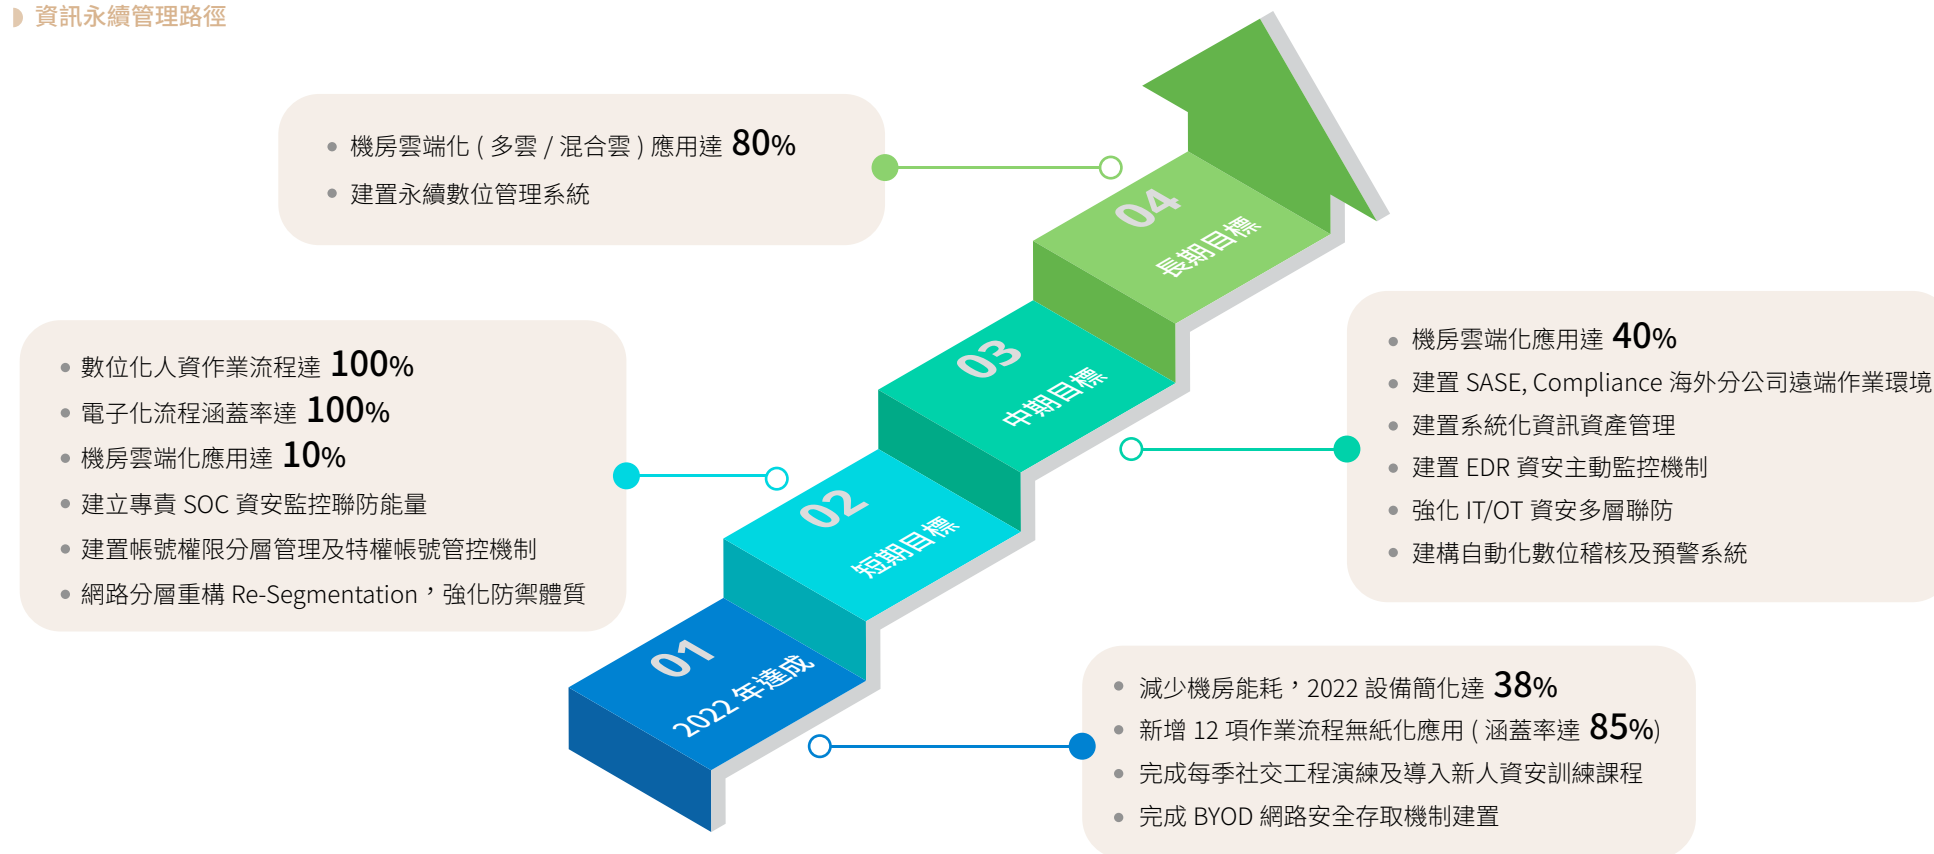 資訊永續管理路徑
機房雲端化 ( 多雲 / 混合雲 ) 應用達 80%
建置永續數位管理系統
04
長期目標
數位化人資作業流程達 100%
電子化流程涵蓋率達 100%
機房雲端化應用達 10%
建立專責 SOC 資安監控聯防能量
建置帳號權限分層管理及特權帳號管控機制
網路分層重構 Re-Segmentation，強化防禦體質
03
中期目標
機房雲端化應用達 40%
建置 SASE, Compliance 海外分公司遠端作業環境
建置系統化資訊資產管理
建置 EDR 資安主動監控機制
強化 IT/OT 資安多層聯防
建構自動化數位稽核及預警系統
02
短期目標
01
2022 年達成
減少機房能耗，2022 設備簡化達 38%
新增 12 項作業流程無紙化應用 ( 涵蓋率達 85%)
完成每季社交工程演練及導入新人資安訓練課程
完成 BYOD 網路安全存取機制建置